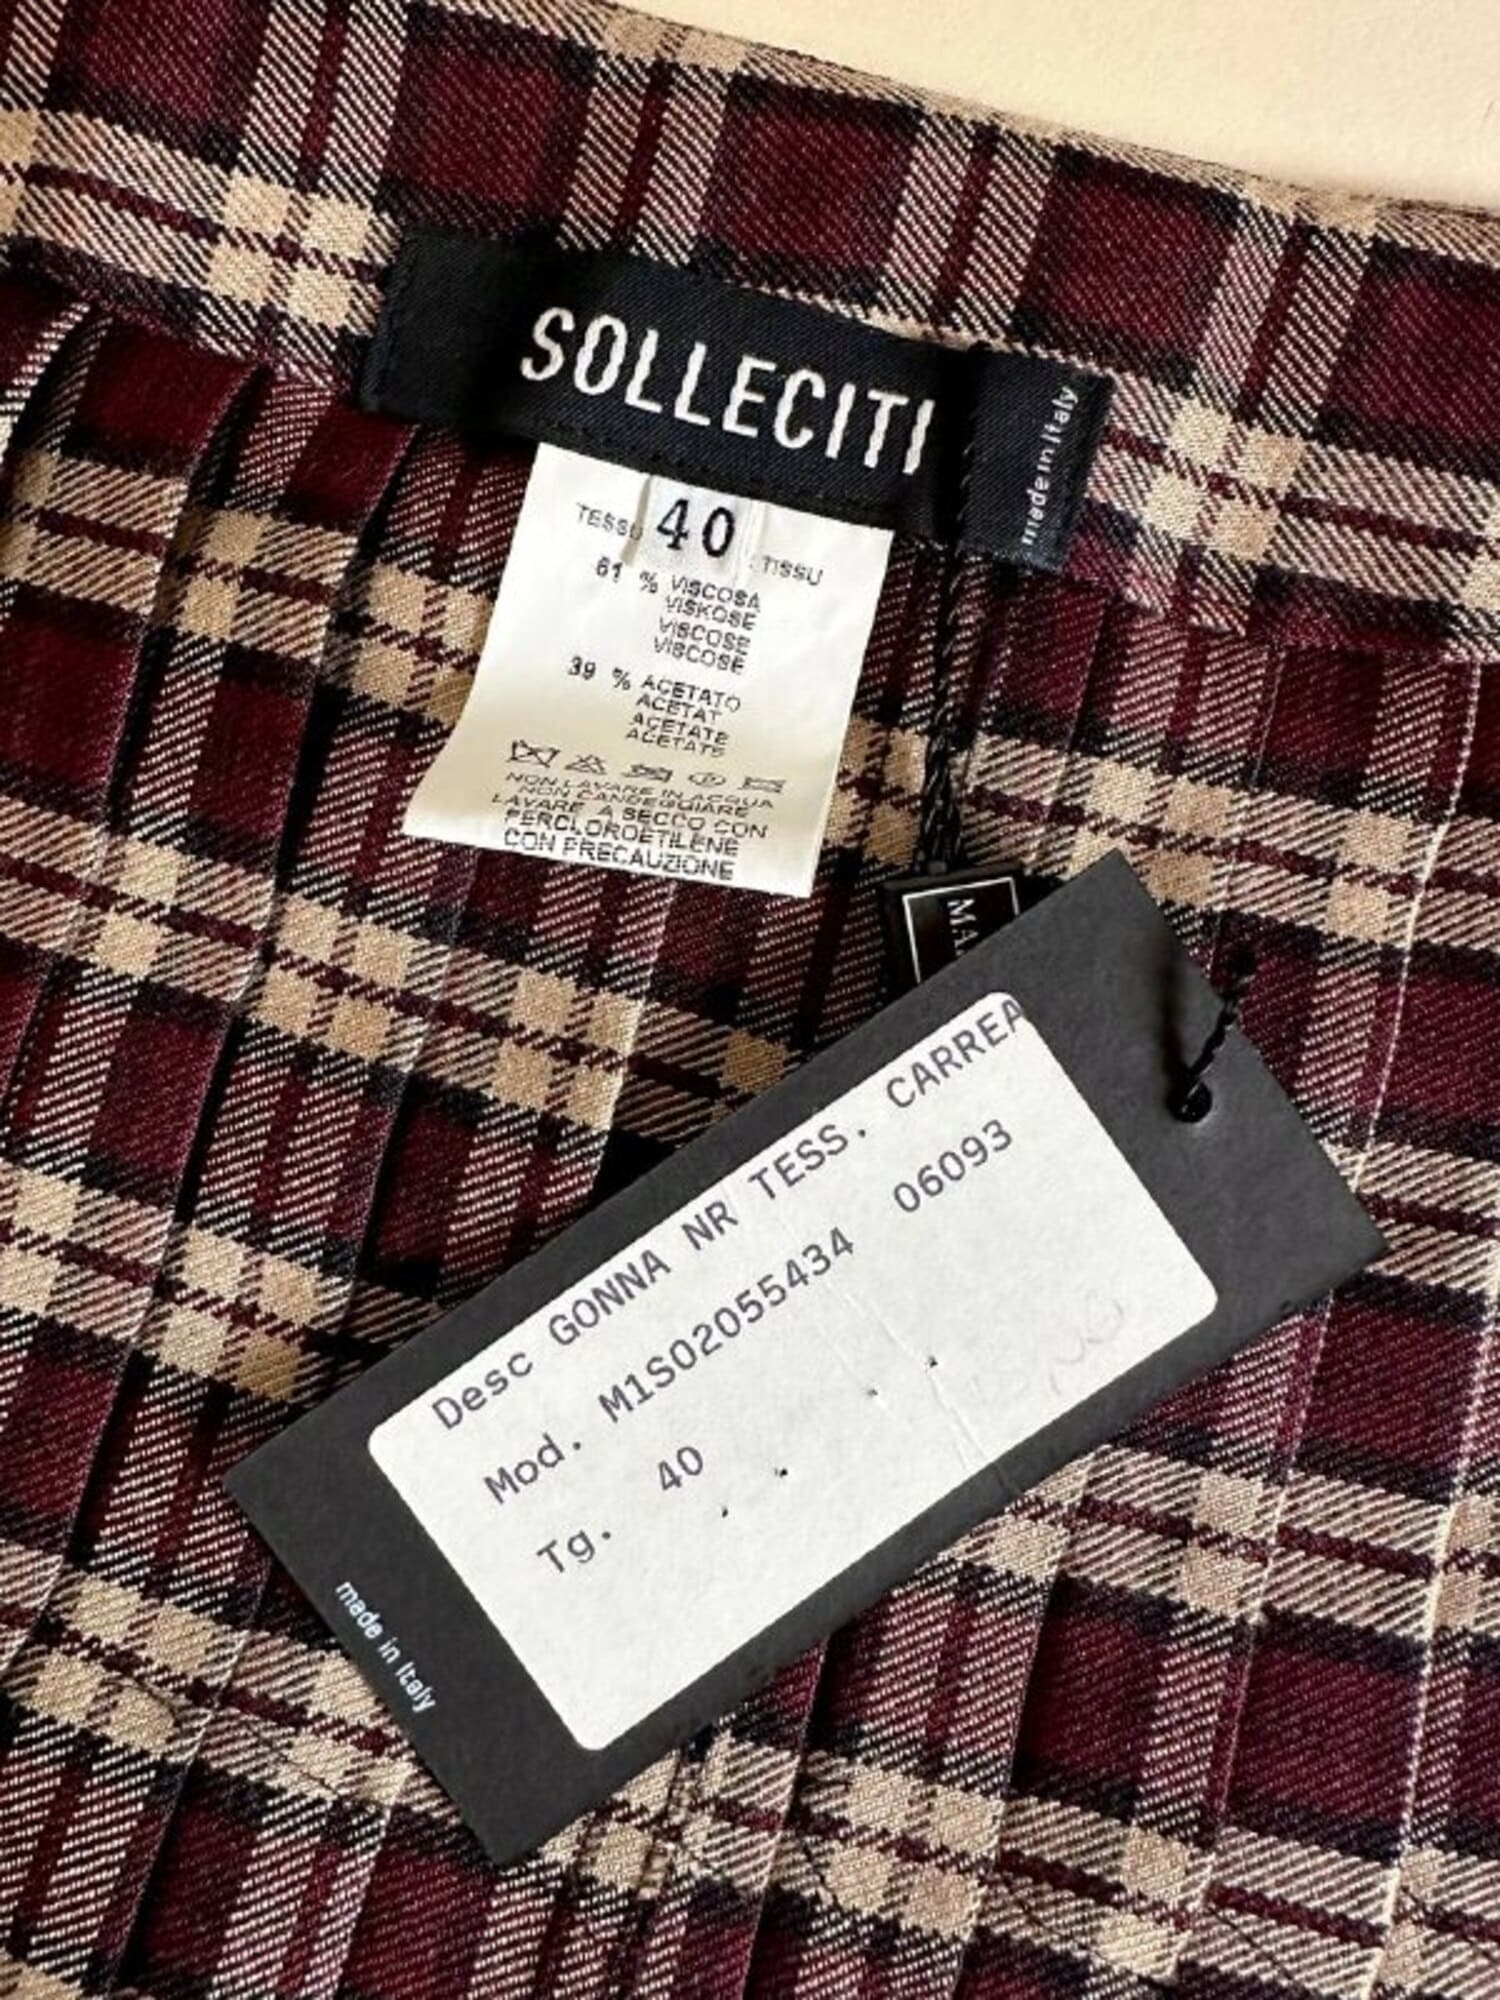 SOLLECITI
made in italy
40
TISSU
61 % VISCOSA
VISKOSE
VISCOSE
VISCOSE
39 % ACETATO
ACETAT
ACETATE
ACETATE
NON LAVARE IN ACQUA
NON CANDEGGIARE
LAVARE A SECCO CON
PERCLOROETILENE
CON PRECAUZIONE
Desc GONNA NR TESS. CARREA
Mod. M1S02055434 06093
Tg. 40
made in Italy